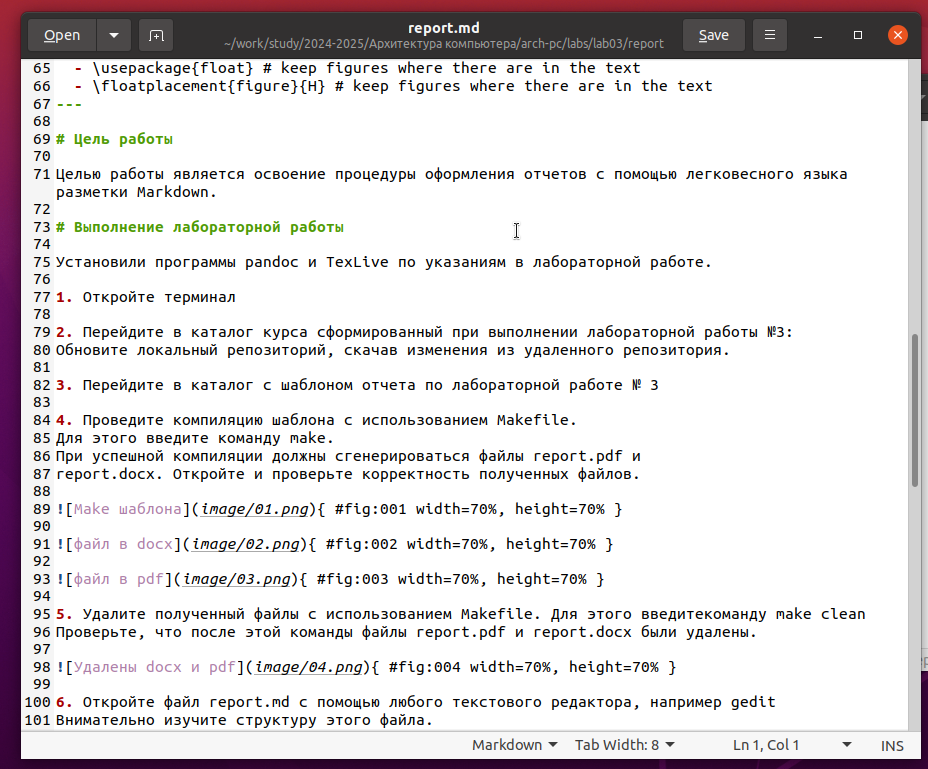 Open
report.md
~/work/study/2024-2025/Архитектура компьютера/arch-pc/labs/lab03/report
Save
65 - \usepackage{float} # keep figures where there are in the text
66 - \floatplacement{figure}{H} # keep figures where there are in the text
67 ---
68
69 # Цель работы
70
71 Целью работы является освоение процедуры оформления отчетов с помощью легковесного языка
разметки Markdown.
72
73 # Выполнение лабораторной работы
74
75 Установили программы pandoc и TexLive по указаниям в лабораторной работе.
76
77 1. Откройте терминал
78
79 2. Перейдите в каталог курса сформированный при выполнении лабораторной работы №3:
80 Обновите локальный репозиторий, скачав изменения из удаленного репозитория.
81
82 3. Перейдите в каталог с шаблоном отчета по лабораторной работе № 3
83
84 4. Проведите компиляцию шаблона с использованием Makefile.
85 Для этого введите команду make.
86 При успешной компиляции должны сгенерироваться файлы report.pdf и
87 report.docx. Откройте и проверьте корректность полученных файлов.
88
89 ![Make шаблона](image/01.png){ #fig:001 width=70%, height=70% }
90
91 ![файл в docx](image/02.png){ #fig:002 width=70%, height=70% }
92
93 ![файл в pdf](image/03.png){ #fig:003 width=70%, height=70% }
94
95 5. Удалите полученный файлы с использованием Makefile. Для этого введитекоманду make clean
96 Проверьте, что после этой команды файлы report.pdf и report.docx были удалены.
97
98 ![Удалены docx и pdf](image/04.png){ #fig:004 width=70%, height=70% }
99
100 6. Откройте файл report.md с помощью любого текстового редактора, например gedit
101 Внимательно изучите структуру этого файла.
Markdown Tab Width: 8 Ln 1, Col 1 INS